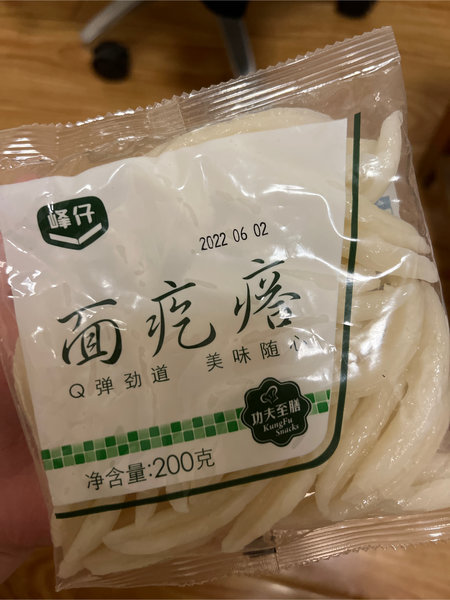 峰仔
2022 06 02
面疙瘩
Q弹劲道 美味随心
功夫至膳
KungFu
Snacks
净含量:200克